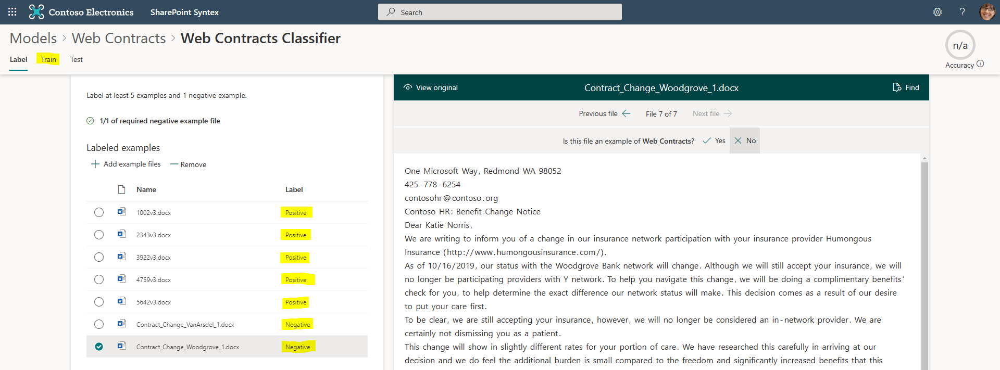 Contoso Electronics SharePoint Syntex Search ?
Models > Web Contracts > Web Contracts Classifier
n/a
Accuracy
Label Train Test
Label at least 5 examples and 1 negative example.
1/1 of required negative example file
Labeled examples
+ Add example files — Remove
Name Label
1002v3.docx Positive
2343v3.docx Positive
3922v3.docx Positive
4759v3.docx Positive
5642v3.docx Positive
Contract_Change_VanArsdel_1.docx Negative
Contract_Change_Woodgrove_1.docx Negative
View original Contract_Change_Woodgrove_1.docx Find
Previous file ← File 7 of 7 Next file →
Is this file an example of Web Contracts? Yes No
One Microsoft Way, Redmond WA 98052
425-778-6254
contosohr@contoso.org
Contoso HR: Benefit Change Notice
Dear Katie Norris,
We are writing to inform you of a change in our insurance network participation with your insurance provider Humongous
Insurance (http://www.humongousinsurance.com/).
As of 10/16/2019, our status with the Woodgrove Bank network will change. Although we will still accept your insurance, we will
no longer be participating providers with Y network. To help you navigate this change, we will be doing a complimentary benefits’
check for you, to help determine the exact difference our network status will make. This decision comes as a result of our desire
to put your care first.
To be clear, we are still accepting your insurance, however, we will no longer be considered an in-network provider. We are
certainly not dismissing you as a patient.
This change will show in slightly different rates for your portion of care. We have researched this carefully in arriving at our
decision and we do feel the additional burden is small compared to the freedom and significantly increased benefits that this